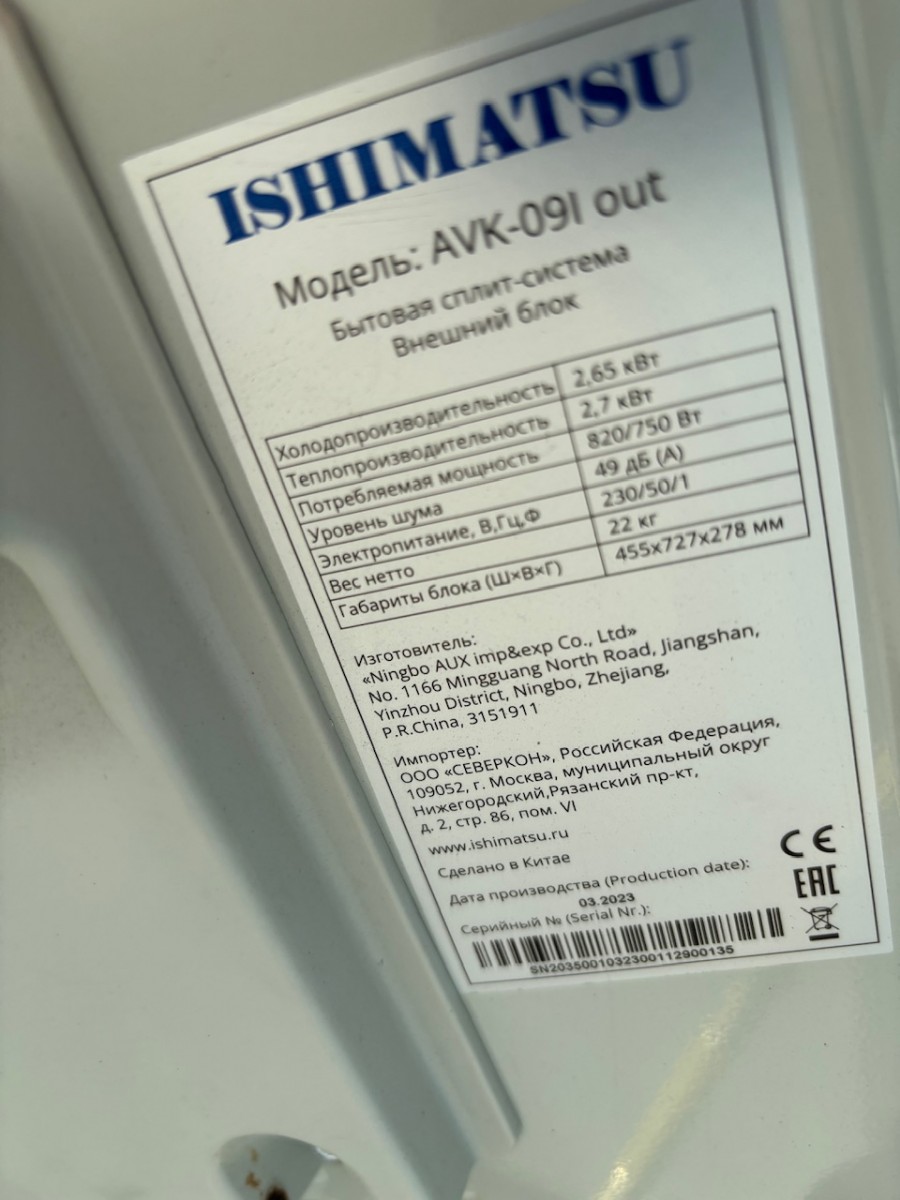 ISHIMATSU
Модель: AVK-09I out
Бытовая сплит-система
Внешний блок
Холодопроизводительность 2,65 кВт
Теплопроизводительность 2,7 кВт
Потребляемая мощность 820/750 Вт
Уровень шума 49 дБ (А)
Электропитание, В,Гц,Ф 230/50/1
Вес нетто 22 кг
Габариты блока (Ш×В×Г) 455x727x278 мм
Изготовитель:
«Ningbo AUX imp&exp Co., Ltd»
No. 1166 Mingguang North Road, Jiangshan,
Yinzhou District, Ningbo, Zhejiang,
P.R.China, 3151911
Импортер:
ООО «СЕВЕРКОН», Российская Федерация,
109052, г. Москва, муниципальный округ
Нижегородский,Рязанский пр-кт,
д. 2, стр. 86, пом. VI
www.ishimatsu.ru
Сделано в Китае
Дата производства (Production date):
03.2023
Серийный № (Serial Nr.):
SN2035001032300112900135
CE
EAC